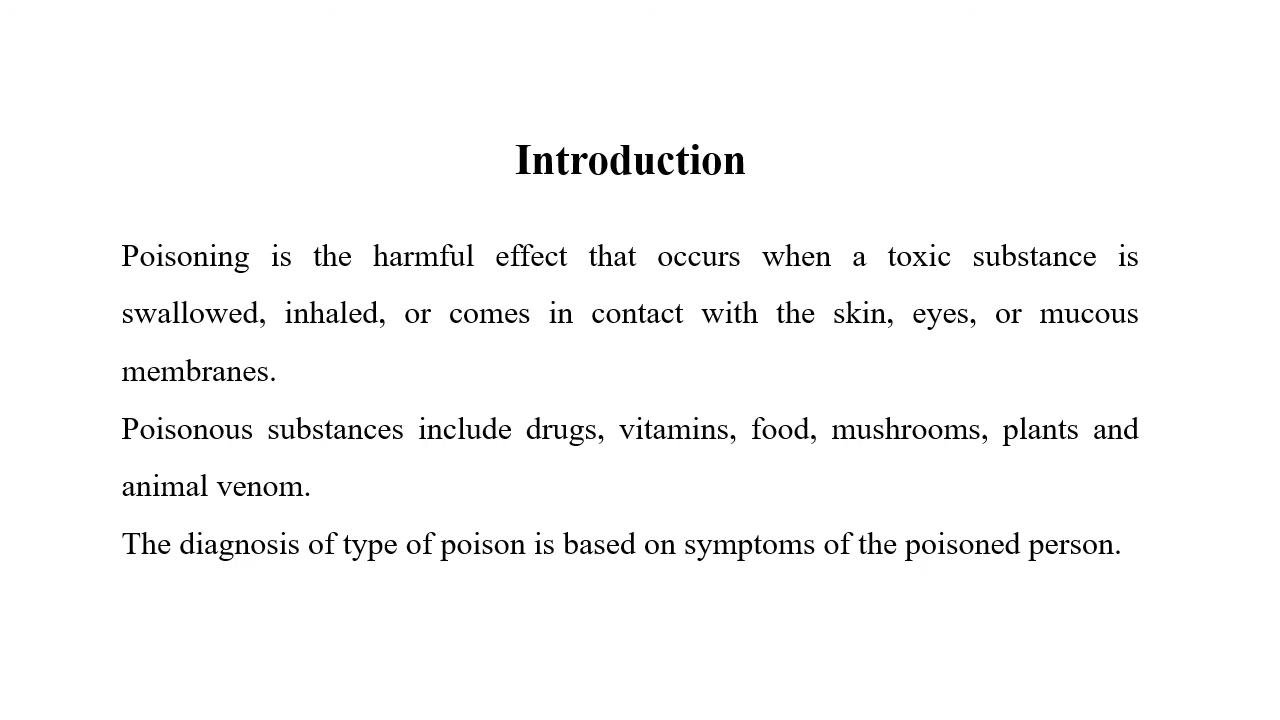 Introduction
Poisoning is the harmful effect that occurs when a toxic substance is
swallowed, inhaled, or comes in contact with the skin, eyes, or mucous
membranes.
Poisonous substances include drugs, vitamins, food, mushrooms, plants and
animal venom.
The diagnosis of type of poison is based on symptoms of the poisoned person.